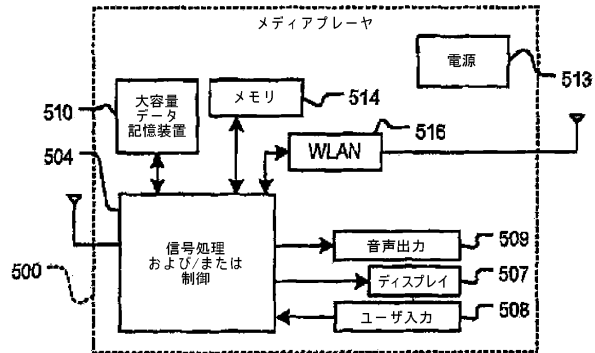 メディアプレーヤ
電源
513
510
大容量
データ
記憶装置
メモリ
514
516
WLAN
504
信号処理
および/または
制御
500
音声出力
509
ディスプレイ
507
ユーザ入力
508